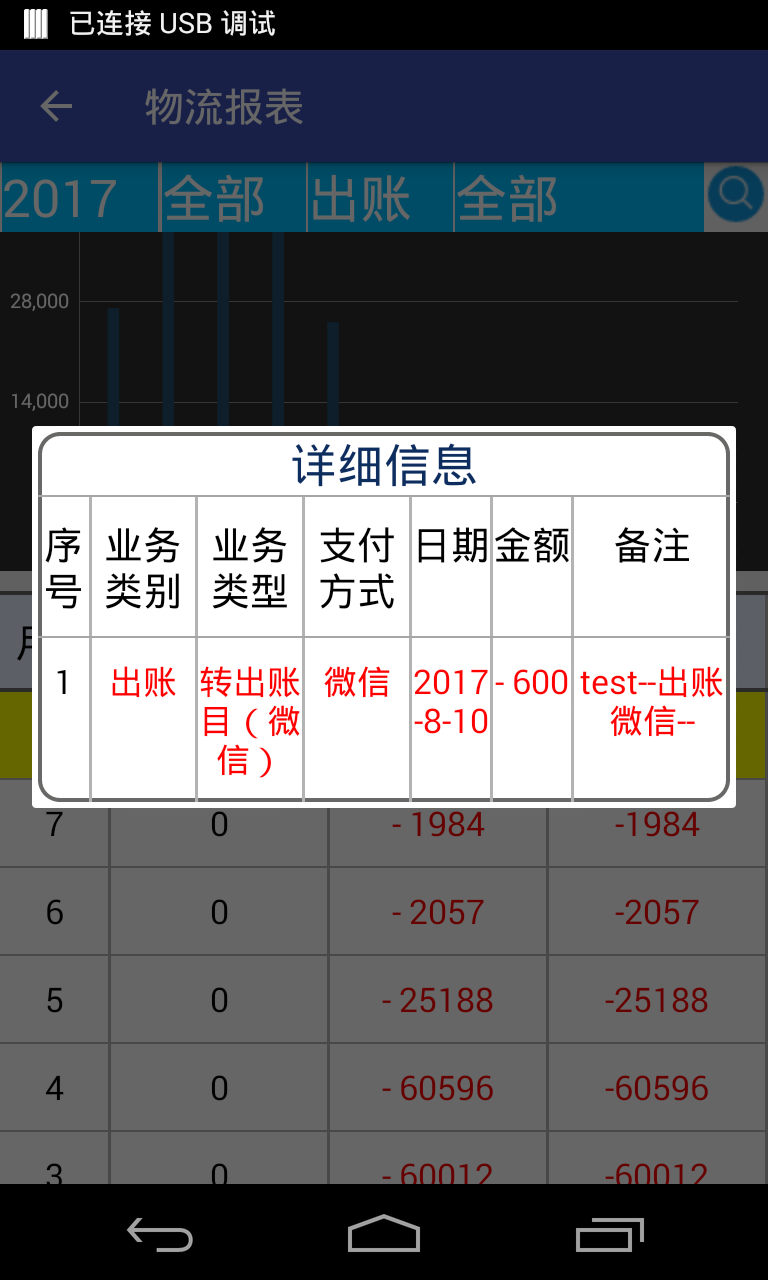 已连接 USB 调试
物流报表
2017 全部 出账 全部
28,000
14,000
详细信息
序号 业务类别 业务类型 支付方式 日期 金额 备注
1 出账 转出账目（微信） 微信 2017-8-10 - 600 test--出账微信--
7 0 - 1984 -1984
6 0 - 2057 -2057
5 0 - 25188 -25188
4 0 - 60596 -60596
3 0 - 60012 -60012